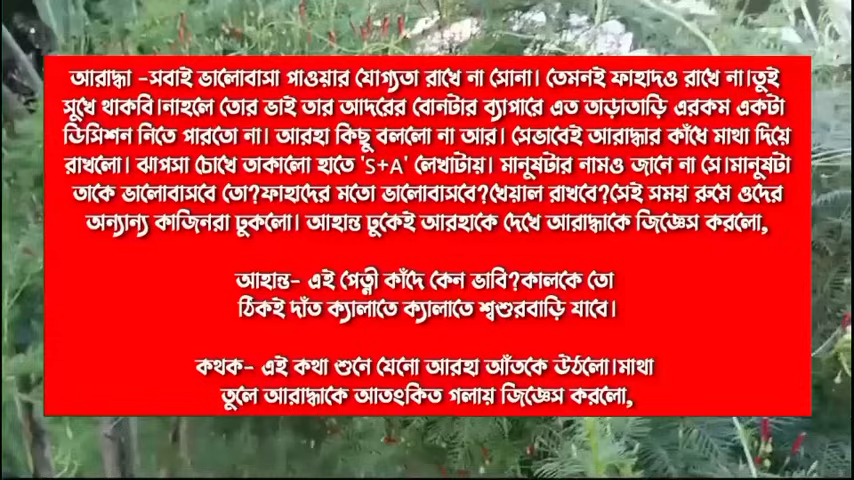 আরাদ্ধা -সবাই ভালোবাসা পাওয়ার যোগ্যতা রাখে না সোনা। তেমনই ফাহাদও রাখে না।তুই
সুখে থাকবি।নাহলে তোর ভাই তার আদরের বোনটার ব্যাপারে এত তাড়াতাড়ি এরকম একটা
ডিসিশন নিতে পারতো না। আরহা কিছু বললো না আর। সেভাবেই আরাদ্ধার কাঁধে মাথা দিয়ে
রাখলো। ঝাপসা চোখে তাকালো হাতে 'S+A' লেখাটায়। মানুষটার নামও জানে না সে।মানুষটা
তাকে ভালোবাসবে তো?ফাহাদের মতো ভালোবাসবে?খেয়াল রাখবে?সেই সময় রুমে ওদের
অন্যান্য কাজিনরা ঢুকলো। আহান্ত ঢুকেই আরহাকে দেখে আরাদ্ধাকে জিজ্ঞেস করলো,
আহান্ত- এই পেত্নী কাঁদে কেন ভাবি?কালকে তো
ঠিকই দাঁত ক্যালাতে ক্যালাতে শ্বশুরবাড়ি যাবে।
কথক- এই কথা শুনে যেনো আরহা আঁতকে উঠলো।মাথা
তুলে আরাদ্ধাকে আতংকিত গলায় জিজ্ঞেস করলো,